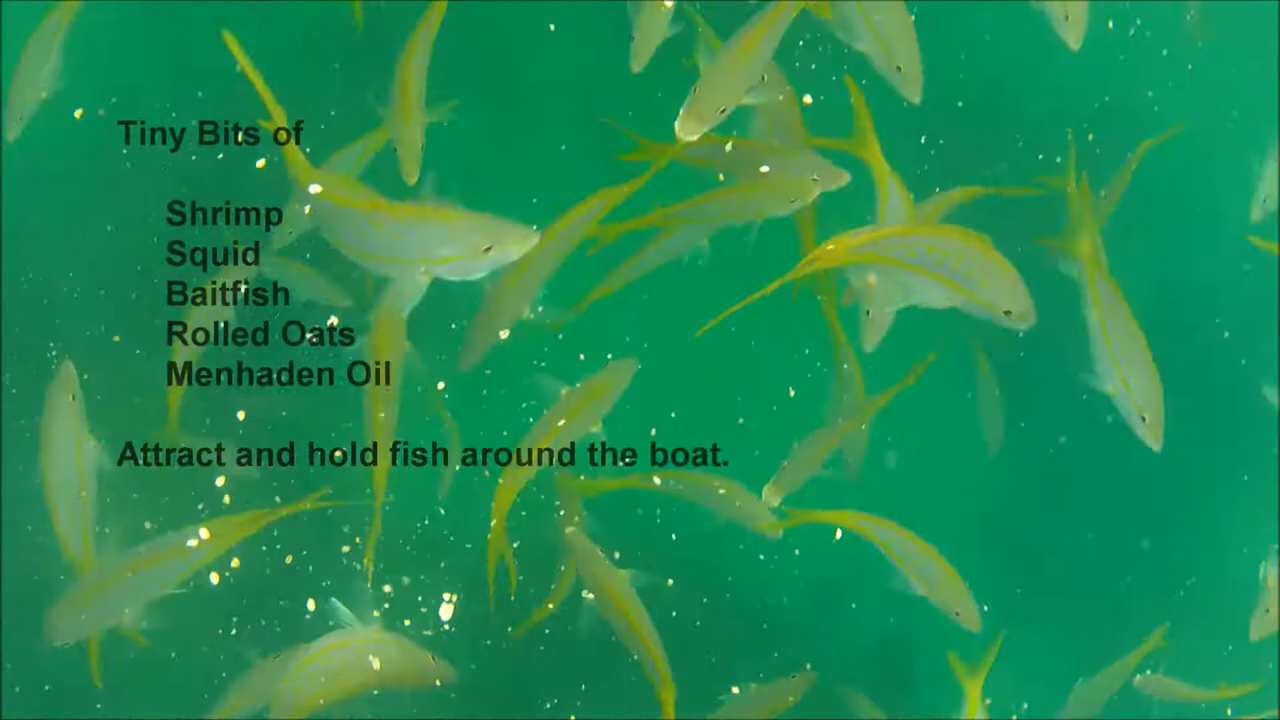 Tiny Bits of
Shrimp
Squid
Baitfish
Rolled Oats
Menhaden Oil
Attract and hold fish around the boat.